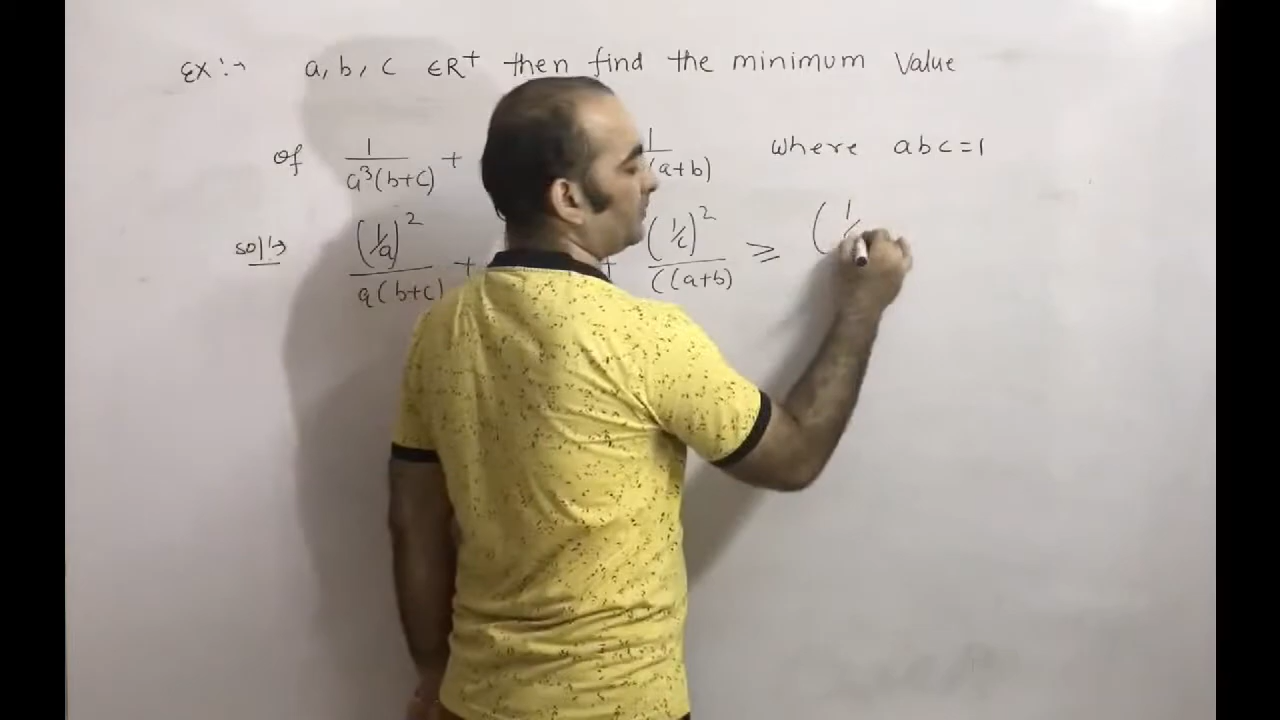 Ex:→ a, b, c ∈R⁺ then find the minimum value
of 1/a³(b+c) + 1/(a+b) where abc=1
sol:→ (1/a)²/a(b+c) + + (1/c)²/((a+b) ≥ (1/